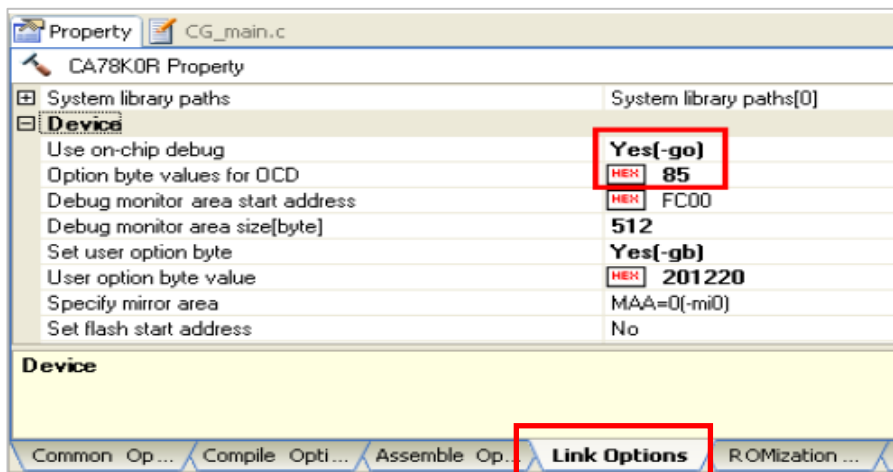 Property CG_main.c
CA78K0R Property
System library paths System library paths[0]
Device
Use on-chip debug Yes(-go)
Option byte values for OCD HEX 85
Debug monitor area start address HEX FC00
Debug monitor area size[byte] 512
Set user option byte Yes(-gb)
User option byte value HEX 201220
Specify mirror area MAA=0(-mi0)
Set flash start address No
Device
Common Op... Compile Opti... Assemble Op... Link Options ROMization ...